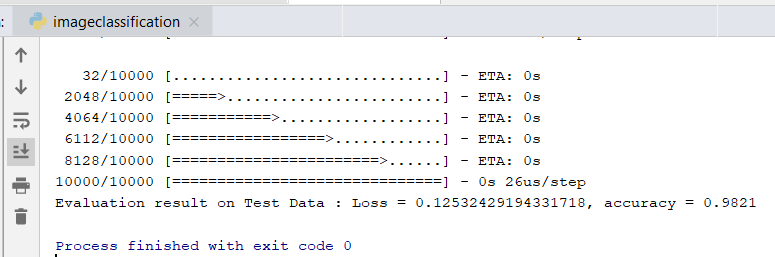 imageclassification
32/10000 [..............................] - ETA: 0s
2048/10000 [=====>........................] - ETA: 0s
4064/10000 [===========>..................] - ETA: 0s
6112/10000 [=================>............] - ETA: 0s
8128/10000 [=======================>......] - ETA: 0s
10000/10000 [==============================] - 0s 26us/step
Evaluation result on Test Data : Loss = 0.12532429194331718, accuracy = 0.9821
Process finished with exit code 0